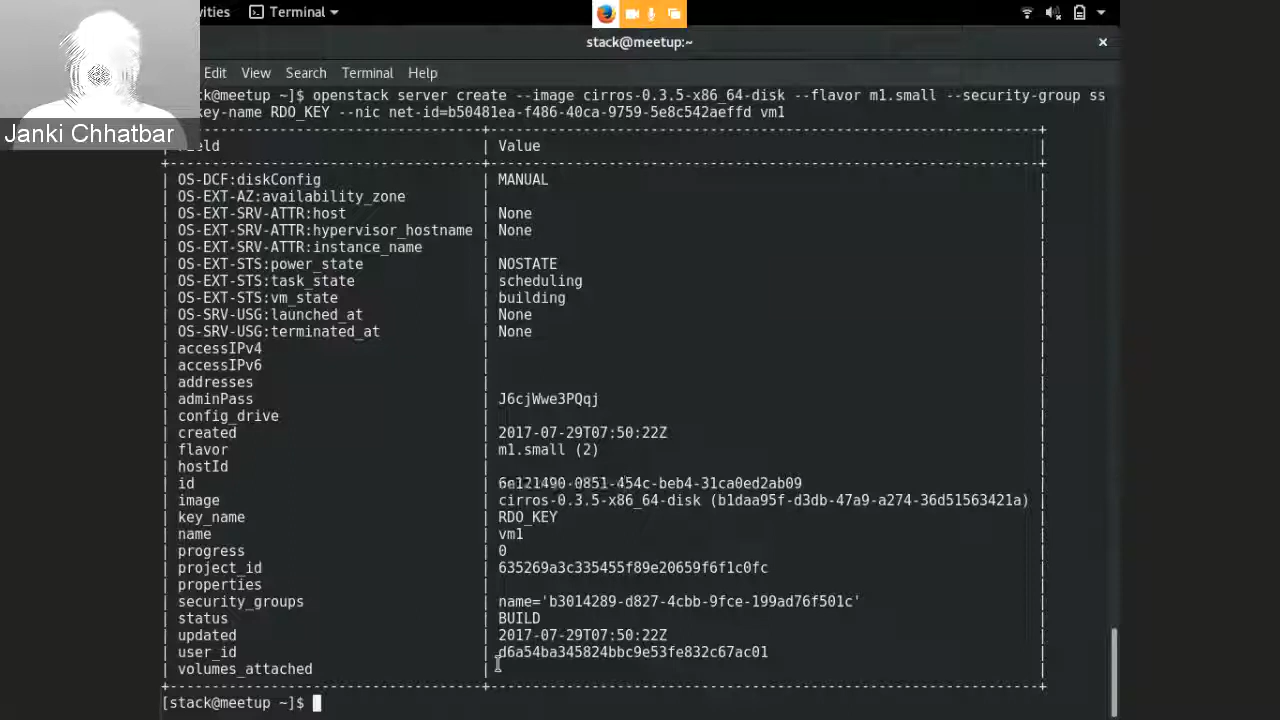 vities Terminal
stack@meetup:~ ×
Edit View Search Terminal Help
Janki Chhatbar
ck@meetup ~]$ openstack server create --image cirros-0.3.5-x86_64-disk --flavor m1.small --security-group ss
key-name RDO_KEY --nic net-id=b50481ea-f486-40ca-9759-5e8c542aeffd vm1
+---------------------------------------+------------------------------------------------------------------+
| ield | Value |
+---------------------------------------+------------------------------------------------------------------+
| OS-DCF:diskConfig | MANUAL |
| OS-EXT-AZ:availability_zone | |
| OS-EXT-SRV-ATTR:host | None |
| OS-EXT-SRV-ATTR:hypervisor_hostname | None |
| OS-EXT-SRV-ATTR:instance_name | |
| OS-EXT-STS:power_state | NOSTATE |
| OS-EXT-STS:task_state | scheduling |
| OS-EXT-STS:vm_state | building |
| OS-SRV-USG:launched_at | None |
| OS-SRV-USG:terminated_at | None |
| accessIPv4 | |
| accessIPv6 | |
| addresses | |
| adminPass | J6cjWwe3PQqj |
| config_drive | |
| created | 2017-07-29T07:50:22Z |
| flavor | m1.small (2) |
| hostId | |
| id | 6e121490-0851-454c-beb4-31ca0ed2ab09 |
| image | cirros-0.3.5-x86_64-disk (b1daa95f-d3db-47a9-a274-36d51563421a) |
| key_name | RDO_KEY |
| name | vm1 |
| progress | 0 |
| project_id | 635269a3c335455f89e20659f6f1c0fc |
| properties | |
| security_groups | name='b3014289-d827-4cbb-9fce-199ad76f501c' |
| status | BUILD |
| updated | 2017-07-29T07:50:22Z |
| user_id | d6a54ba345824bbc9e53fe832c67ac01 |
| volumes_attached | |
+---------------------------------------+------------------------------------------------------------------+
[stack@meetup ~]$